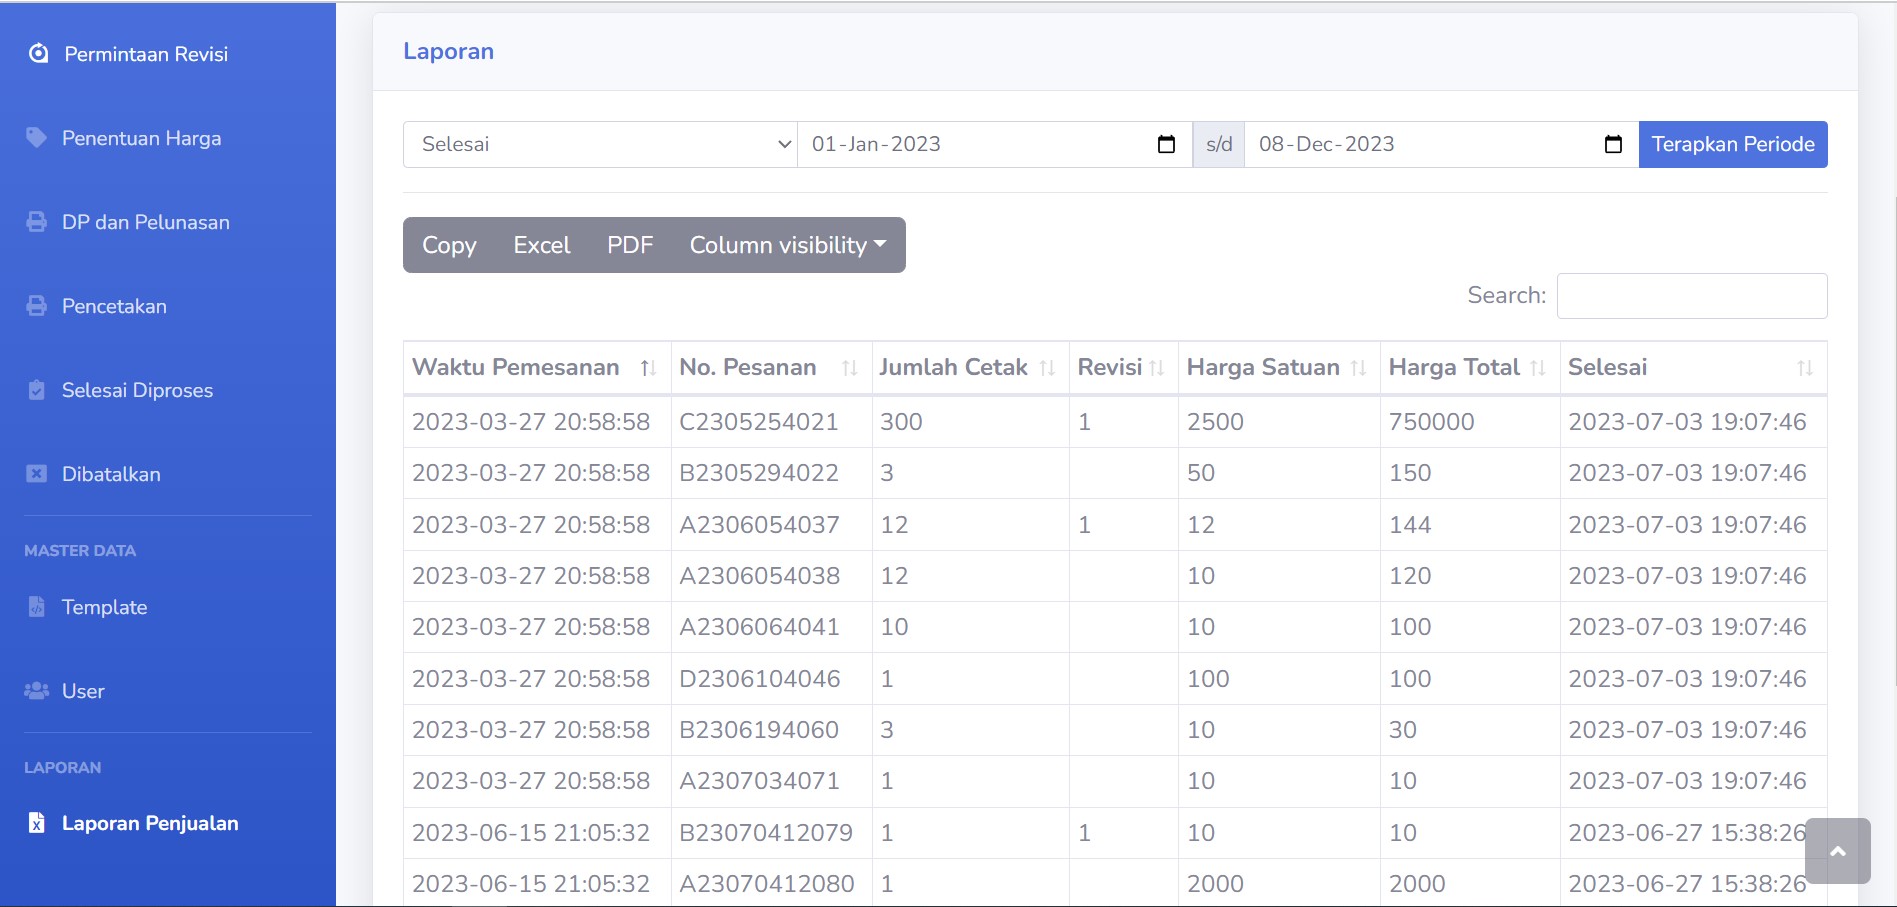 Permintaan Revisi
Penentuan Harga
DP dan Pelunasan
Pencetakan
Selesai Diproses
Dibatalkan
MASTER DATA
Template
User
LAPORAN
Laporan Penjualan
Laporan
Selesai 01-Jan-2023 s/d 08-Dec-2023 Terapkan Periode
Copy Excel PDF Column visibility
Search:
Waktu Pemesanan No. Pesanan Jumlah Cetak Revisi Harga Satuan Harga Total Selesai
2023-03-27 20:58:58 C2305254021 300 1 2500 750000 2023-07-03 19:07:46
2023-03-27 20:58:58 B2305294022 3 50 150 2023-07-03 19:07:46
2023-03-27 20:58:58 A2306054037 12 1 12 144 2023-07-03 19:07:46
2023-03-27 20:58:58 A2306054038 12 10 120 2023-07-03 19:07:46
2023-03-27 20:58:58 A2306064041 10 10 100 2023-07-03 19:07:46
2023-03-27 20:58:58 D2306104046 1 100 100 2023-07-03 19:07:46
2023-03-27 20:58:58 B2306194060 3 10 30 2023-07-03 19:07:46
2023-03-27 20:58:58 A2307034071 1 10 10 2023-07-03 19:07:46
2023-06-15 21:05:32 B23070412079 1 1 10 10 2023-06-27 15:38:26
2023-06-15 21:05:32 A23070412080 1 2000 2000 2023-06-27 15:38:26